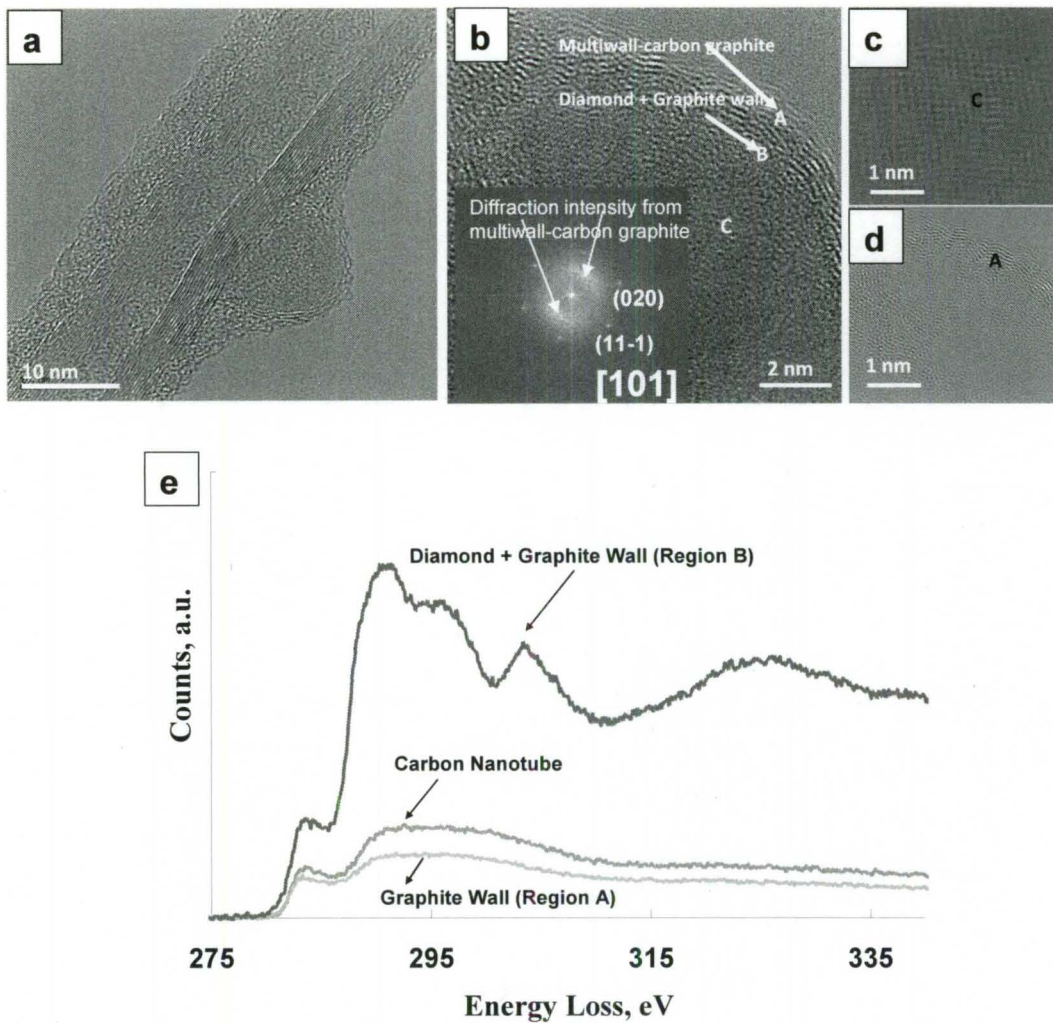 a
10 nm
b
Multiwall-carbon graphite
Diamond + Graphite wall
A
B
C
Diffraction intensity from
multiwall-carbon graphite
(020)
(11-1)
[101]
2 nm
c
C
1 nm
d
A
1 nm
e
Diamond + Graphite Wall (Region B)
Carbon Nanotube
Graphite Wall (Region A)
Counts, a.u.
275
295
315
335
Energy Loss, eV